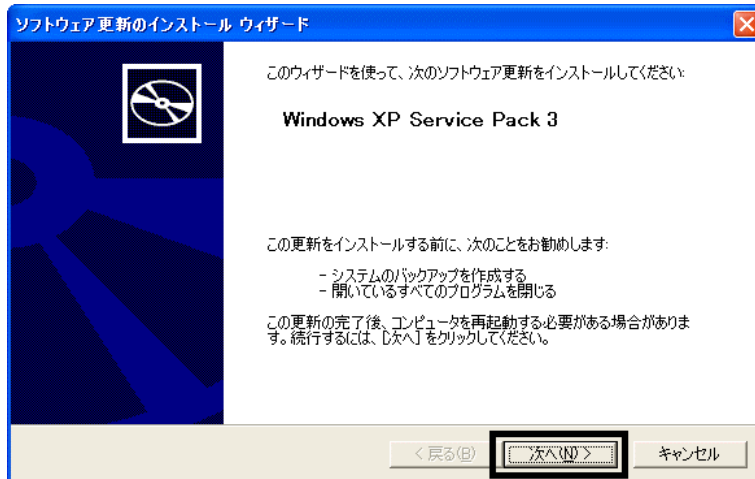 ソフトウェア更新のインストール ウィザード
このウィザードを使って、次のソフトウェア更新をインストールしてください:
Windows XP Service Pack 3
この更新をインストールする前に、次のことをお勧めします:
- システムのバックアップを作成する
- 開いているすべてのプログラムを閉じる
この更新の完了後、コンピュータを再起動する必要がある場合がありま
す。続行するには、[次へ] をクリックしてください。
< 戻る(B) 次へ(N) > キャンセル